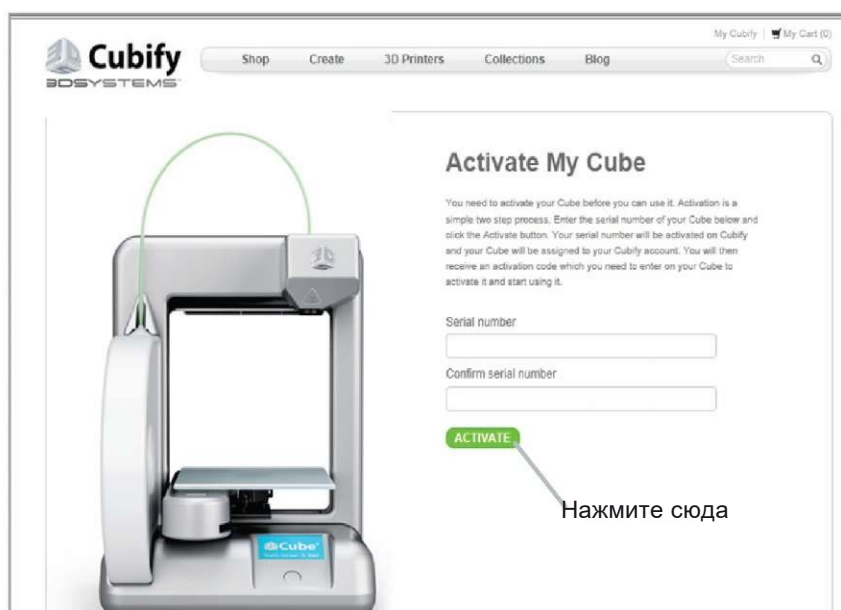 My Cubify | My Cart (0)
Cubify
3DSYSTEMS
Shop Create 3D Printers Collections Blog Search
Activate My Cube
You need to activate your Cube before you can use it. Activation is a
simple two step process. Enter the serial number of your Cube below and
click the Activate button. Your serial number will be activated on Cubify
and your Cube will be assigned to your Cubify account. You will then
receive an activation code which you need to enter on your Cube to
activate it and start using it.
Serial number
Confirm serial number
ACTIVATE
Нажмите сюда
Cube